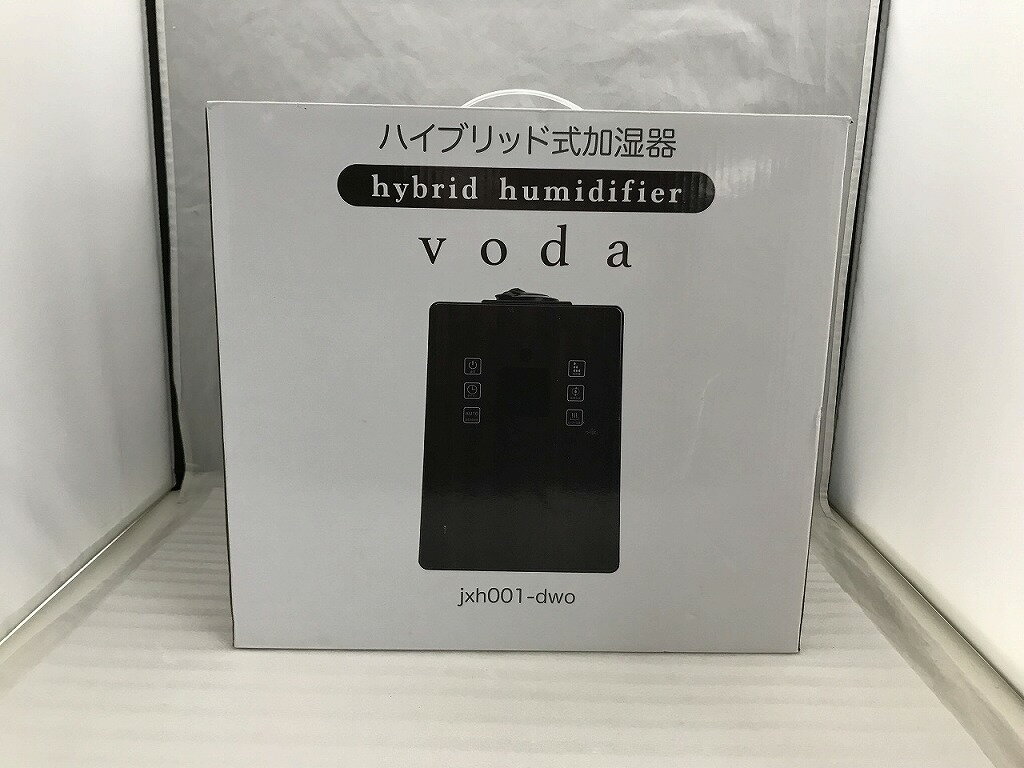 ハイブリッド式加湿器
hybrid humidifier
voda
jxh001-dwo